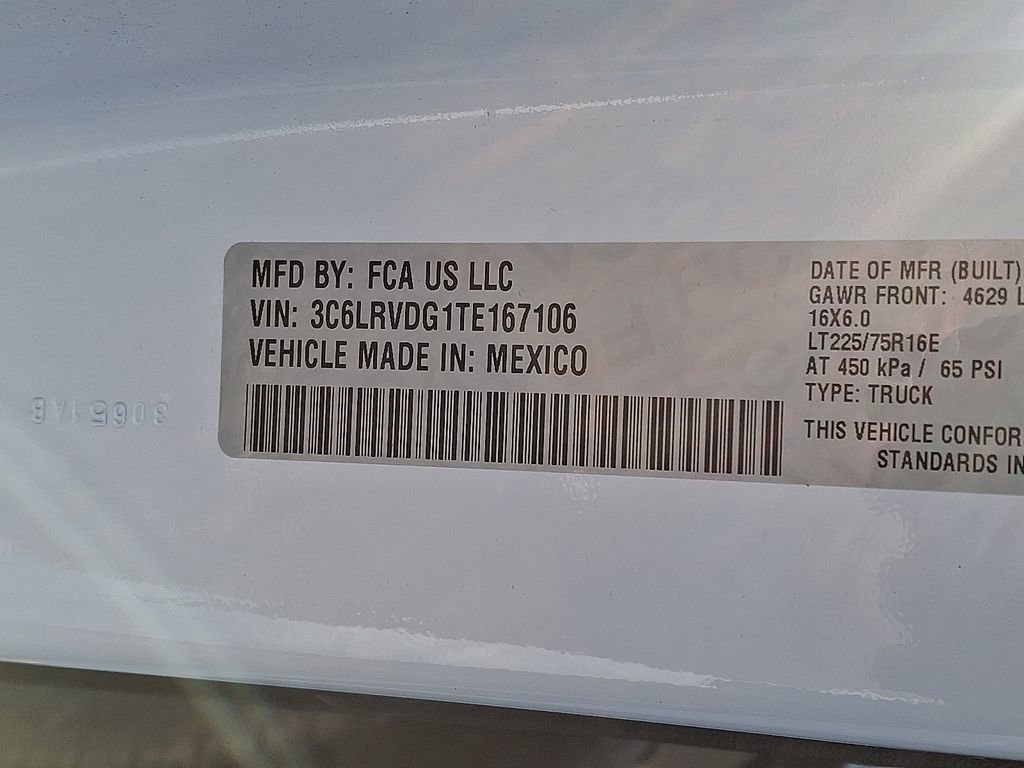 MFD BY: FCA US LLC
VIN: 3C6LRVDG1TE167106
VEHICLE MADE IN: MEXICO
DATE OF MFR (BUILT)
GAWR FRONT: 4629 L
16X6.0
LT225/75R16E
AT 450 kPa / 65 PSI
TYPE: TRUCK
THIS VEHICLE CONFOR
STANDARDS IN